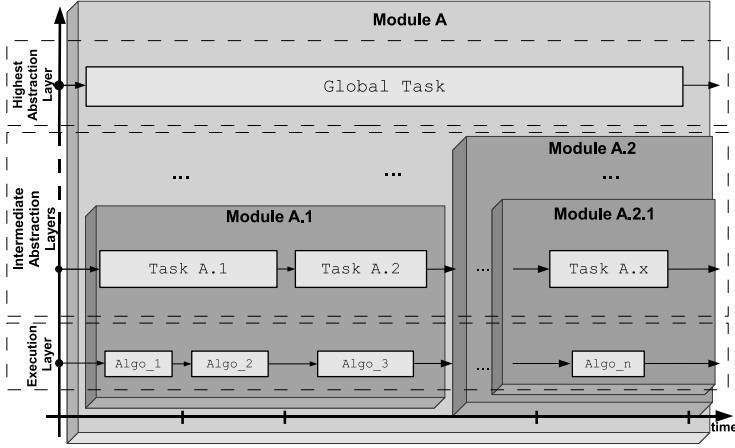 Module A
Highest
Abstraction
Layer
Global Task
Module A.2
...
...
...
Intermediate
Abstraction
Layers
Module A.1
Module A.2.1
Task A.1
Task A.2
...
Task A.x
Execution
Layer
Algo_1
Algo_2
Algo_3
...
Algo_n
time